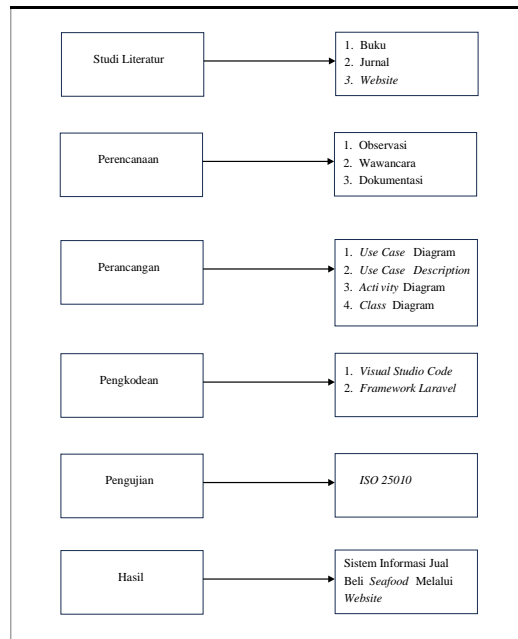 Studi Literatur
1. Buku
2. Jurnal
3. Website
Perencanaan
1. Observasi
2. Wawancara
3. Dokumentasi
Perancangan
1. Use Case Diagram
2. Use Case Description
3. Activity Diagram
4. Class Diagram
Pengkodean
1. Visual Studio Code
2. Framework Laravel
Pengujian
ISO 25010
Hasil
Sistem Informasi Jual
Beli Seafood Melalui
Website